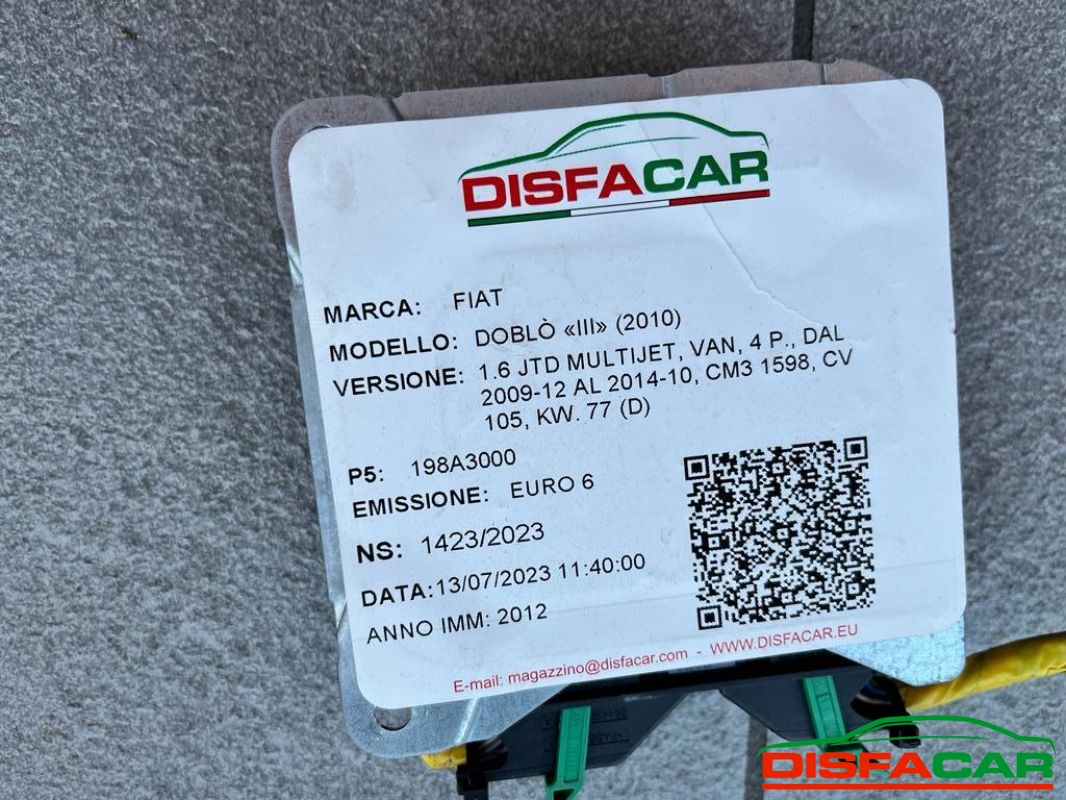 DISFACAR
MARCA: FIAT
MODELLO: DOBLÒ «III» (2010)
VERSIONE: 1.6 JTD MULTIJET, VAN, 4 P., DAL
2009-12 AL 2014-10, CM3 1598, CV
105, KW. 77 (D)
P5: 198A3000
EMISSIONE: EURO 6
NS: 1423/2023
DATA:13/07/2023 11:40:00
ANNO IMM: 2012
E-mail: magazzino@disfacar.com - WWW.DISFACAR.EU
DISFACAR